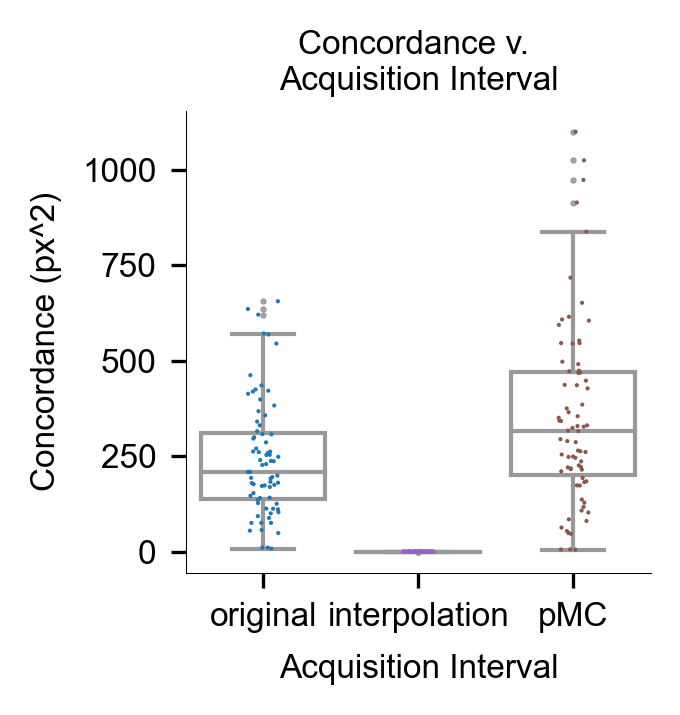 Concordance v.
Acquisition Interval
Concordance (px^2)
1000
750
500
250
0
original
interpolation
pMC
Acquisition Interval